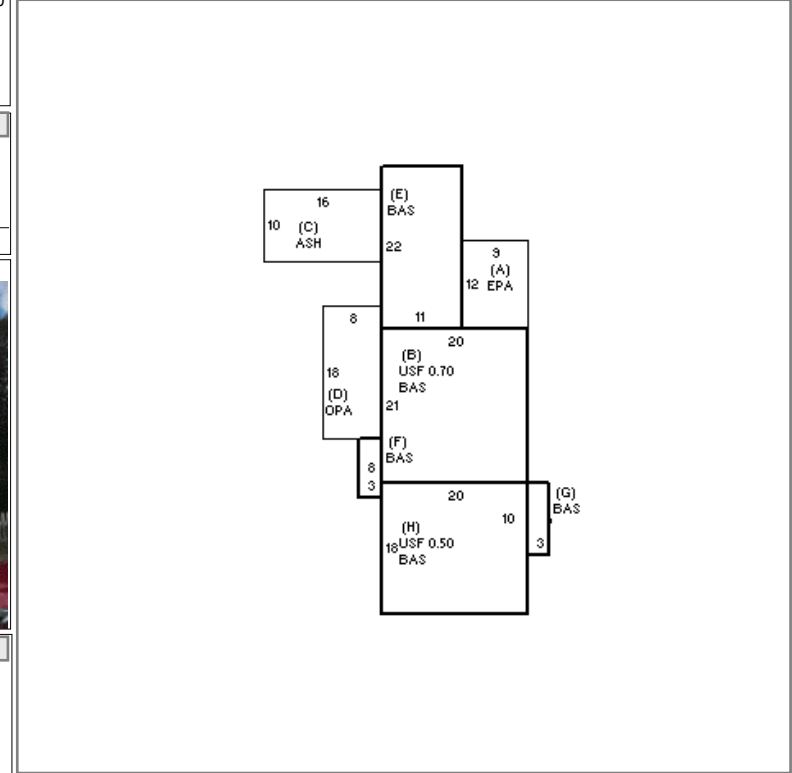 (E)
BAS
22
11
16
10
(C)
ASH
9
(A)
12
EPA
8
18
(D)
OPA
20
(B)
USF 0.70
BAS
21
(F)
BAS
8
3
20
(H)
18
USF 0.50
BAS
10
3
(G)
BAS